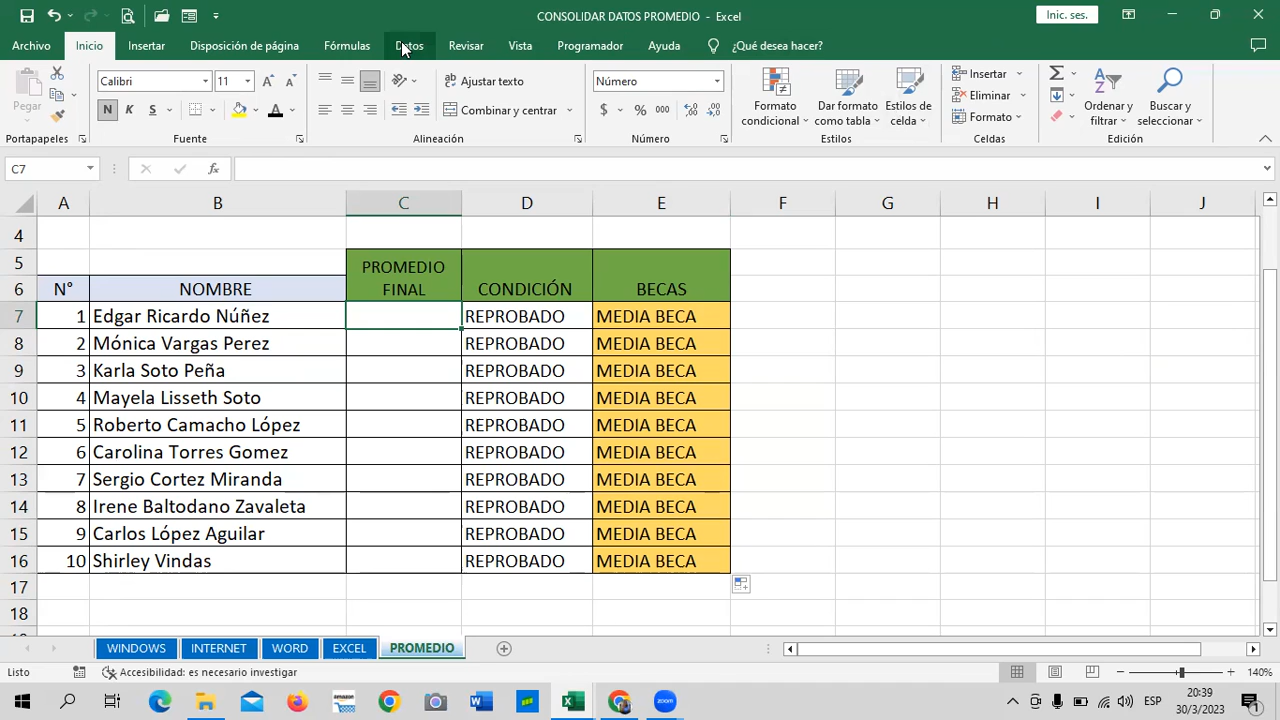 CONSOLIDAR DATOS PROMEDIO - Excel
Inic. ses.
Archivo Inicio Insertar Disposición de página Fórmulas Datos Revisar Vista Programador Ayuda ¿Qué desea hacer?
Pegar
Calibri 11
N K S
Ajustar texto
Combinar y centrar
Número
$ % 000
Formato condicional
Dar formato como tabla
Estilos de celda
Insertar
Eliminar
Formato
Ordenar y filtrar
Buscar y seleccionar
Portapapeles Fuente Alineación Número Estilos Celdas Edición
C7 fx
A B C D E F G H I J
4
5 PROMEDIO
6 N° NOMBRE FINAL CONDICIÓN BECAS
7 1 Edgar Ricardo Núñez REPROBADO MEDIA BECA
8 2 Mónica Vargas Perez REPROBADO MEDIA BECA
9 3 Karla Soto Peña REPROBADO MEDIA BECA
10 4 Mayela Lisseth Soto REPROBADO MEDIA BECA
11 5 Roberto Camacho López REPROBADO MEDIA BECA
12 6 Carolina Torres Gomez REPROBADO MEDIA BECA
13 7 Sergio Cortez Miranda REPROBADO MEDIA BECA
14 8 Irene Baltodano Zavaleta REPROBADO MEDIA BECA
15 9 Carlos López Aguilar REPROBADO MEDIA BECA
16 10 Shirley Vindas REPROBADO MEDIA BECA
17
18
WINDOWS INTERNET WORD EXCEL PROMEDIO
Listo Accesibilidad: es necesario investigar 140%
amazon zoom ESP 20:39
30/3/2023